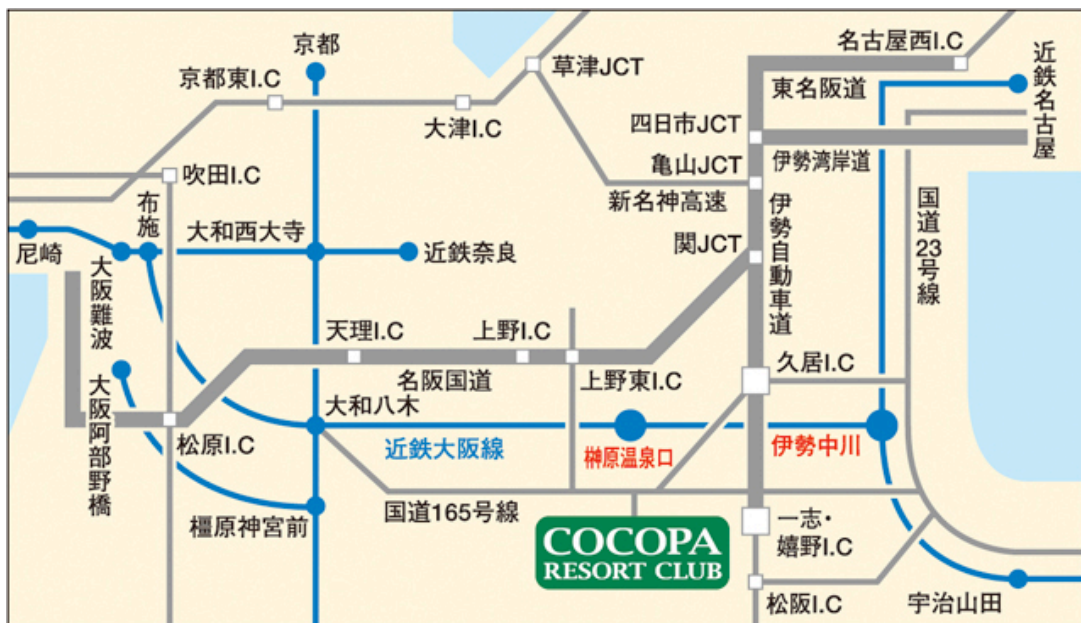 京都
名古屋西I.C
近鉄名古屋
京都東I.C
草津JCT
東名阪道
大津I.C
四日市JCT
伊勢湾岸道
亀山JCT
吹田I.C
新名神高速
布施
大和西大寺
尼崎
近鉄奈良
関JCT
伊勢自動車道
国道23号線
大阪難波
天理I.C
上野I.C
名阪国道
上野東I.C
久居I.C
大阪阿部野橋
大和八木
松原I.C
近鉄大阪線
榊原温泉口
伊勢中川
国道165号線
橿原神宮前
COCOPA
RESORT CLUB
一志・
嬉野I.C
松阪I.C
宇治山田